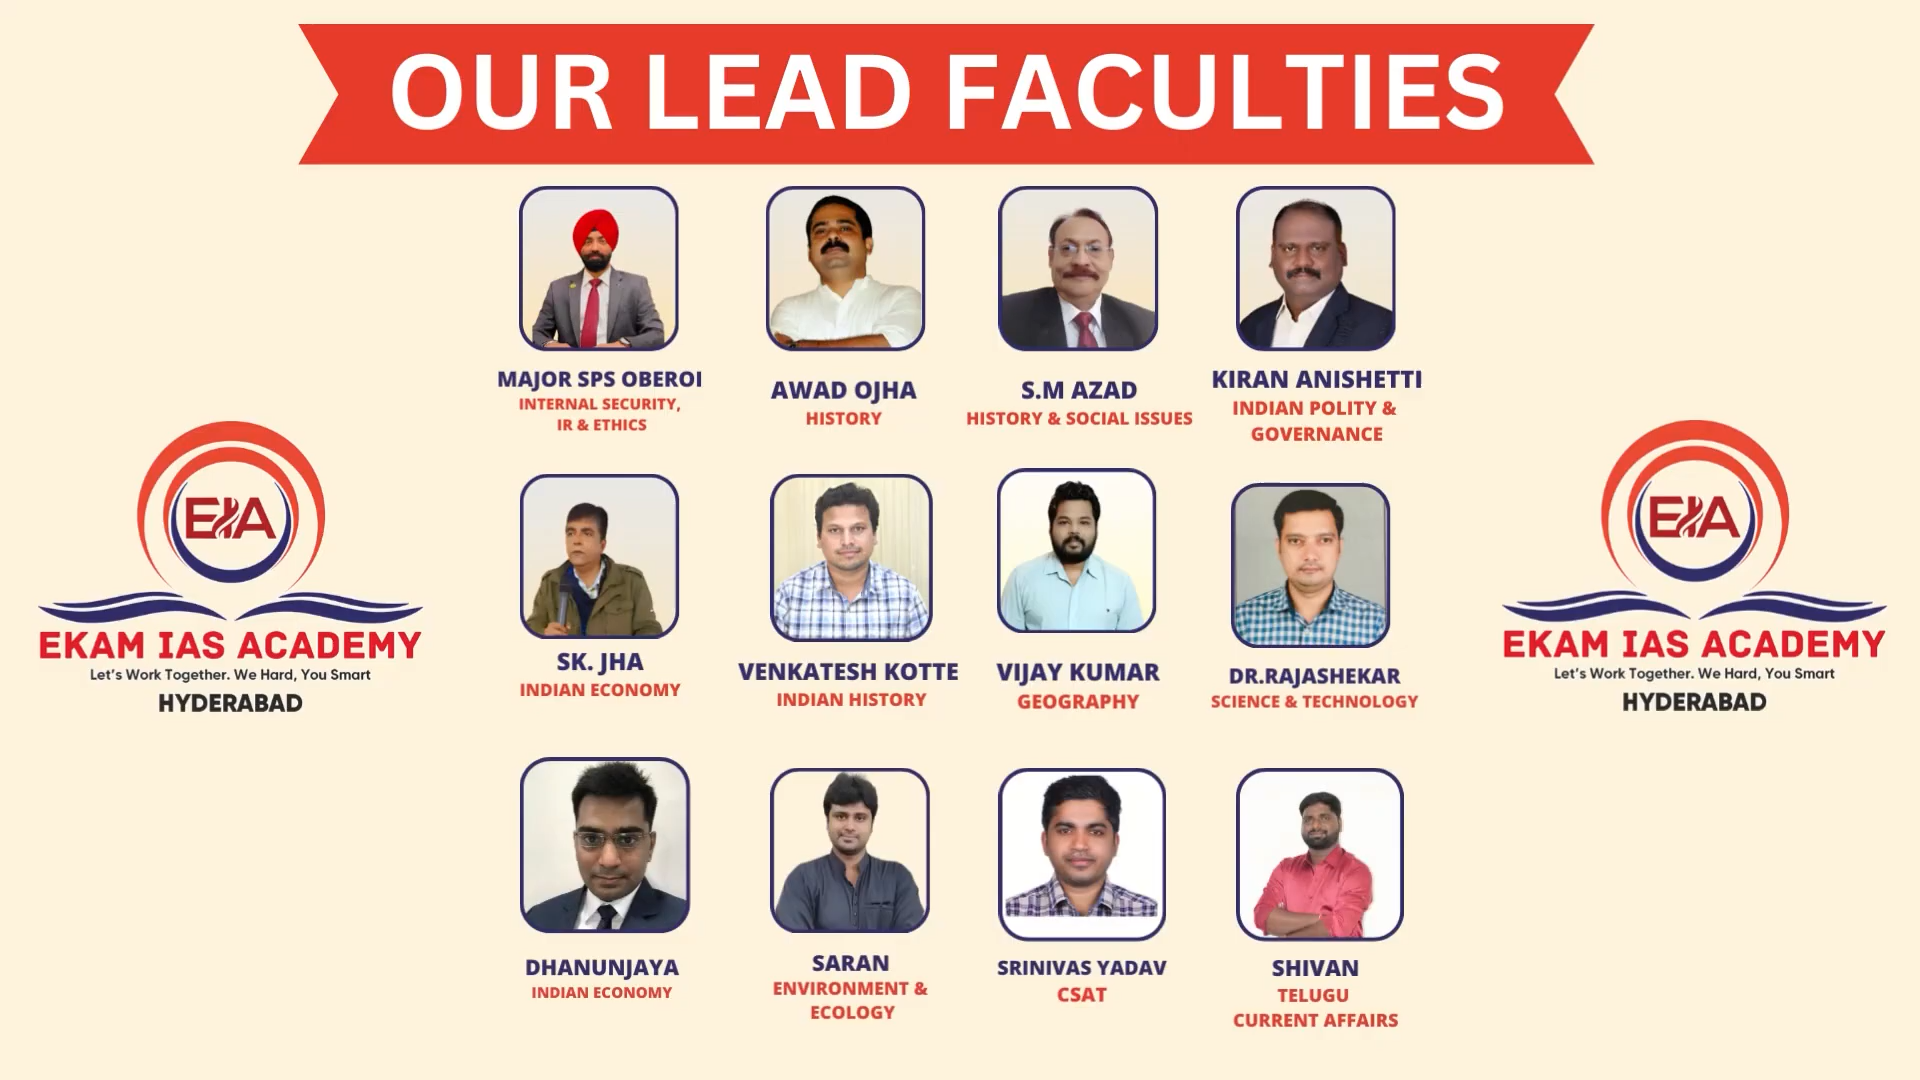 OUR LEAD FACULTIES
MAJOR SPS OBEROI
INTERNAL SECURITY,
IR & ETHICS
AWAD OJHA
HISTORY
S.M AZAD
HISTORY & SOCIAL ISSUES
KIRAN ANISHETTI
INDIAN POLITY &
GOVERNANCE
EIA
EKAM IAS ACADEMY
Let's Work Together. We Hard, You Smart
HYDERABAD
SK. JHA
INDIAN ECONOMY
VENKATESH KOTTE
INDIAN HISTORY
VIJAY KUMAR
GEOGRAPHY
DR.RAJASHEKAR
SCIENCE & TECHNOLOGY
EIA
EKAM IAS ACADEMY
Let's Work Together. We Hard, You Smart
HYDERABAD
DHANUNJAYA
INDIAN ECONOMY
SARAN
ENVIRONMENT &
ECOLOGY
SRINIVAS YADAV
CSAT
SHIVAN
TELUGU
CURRENT AFFAIRS